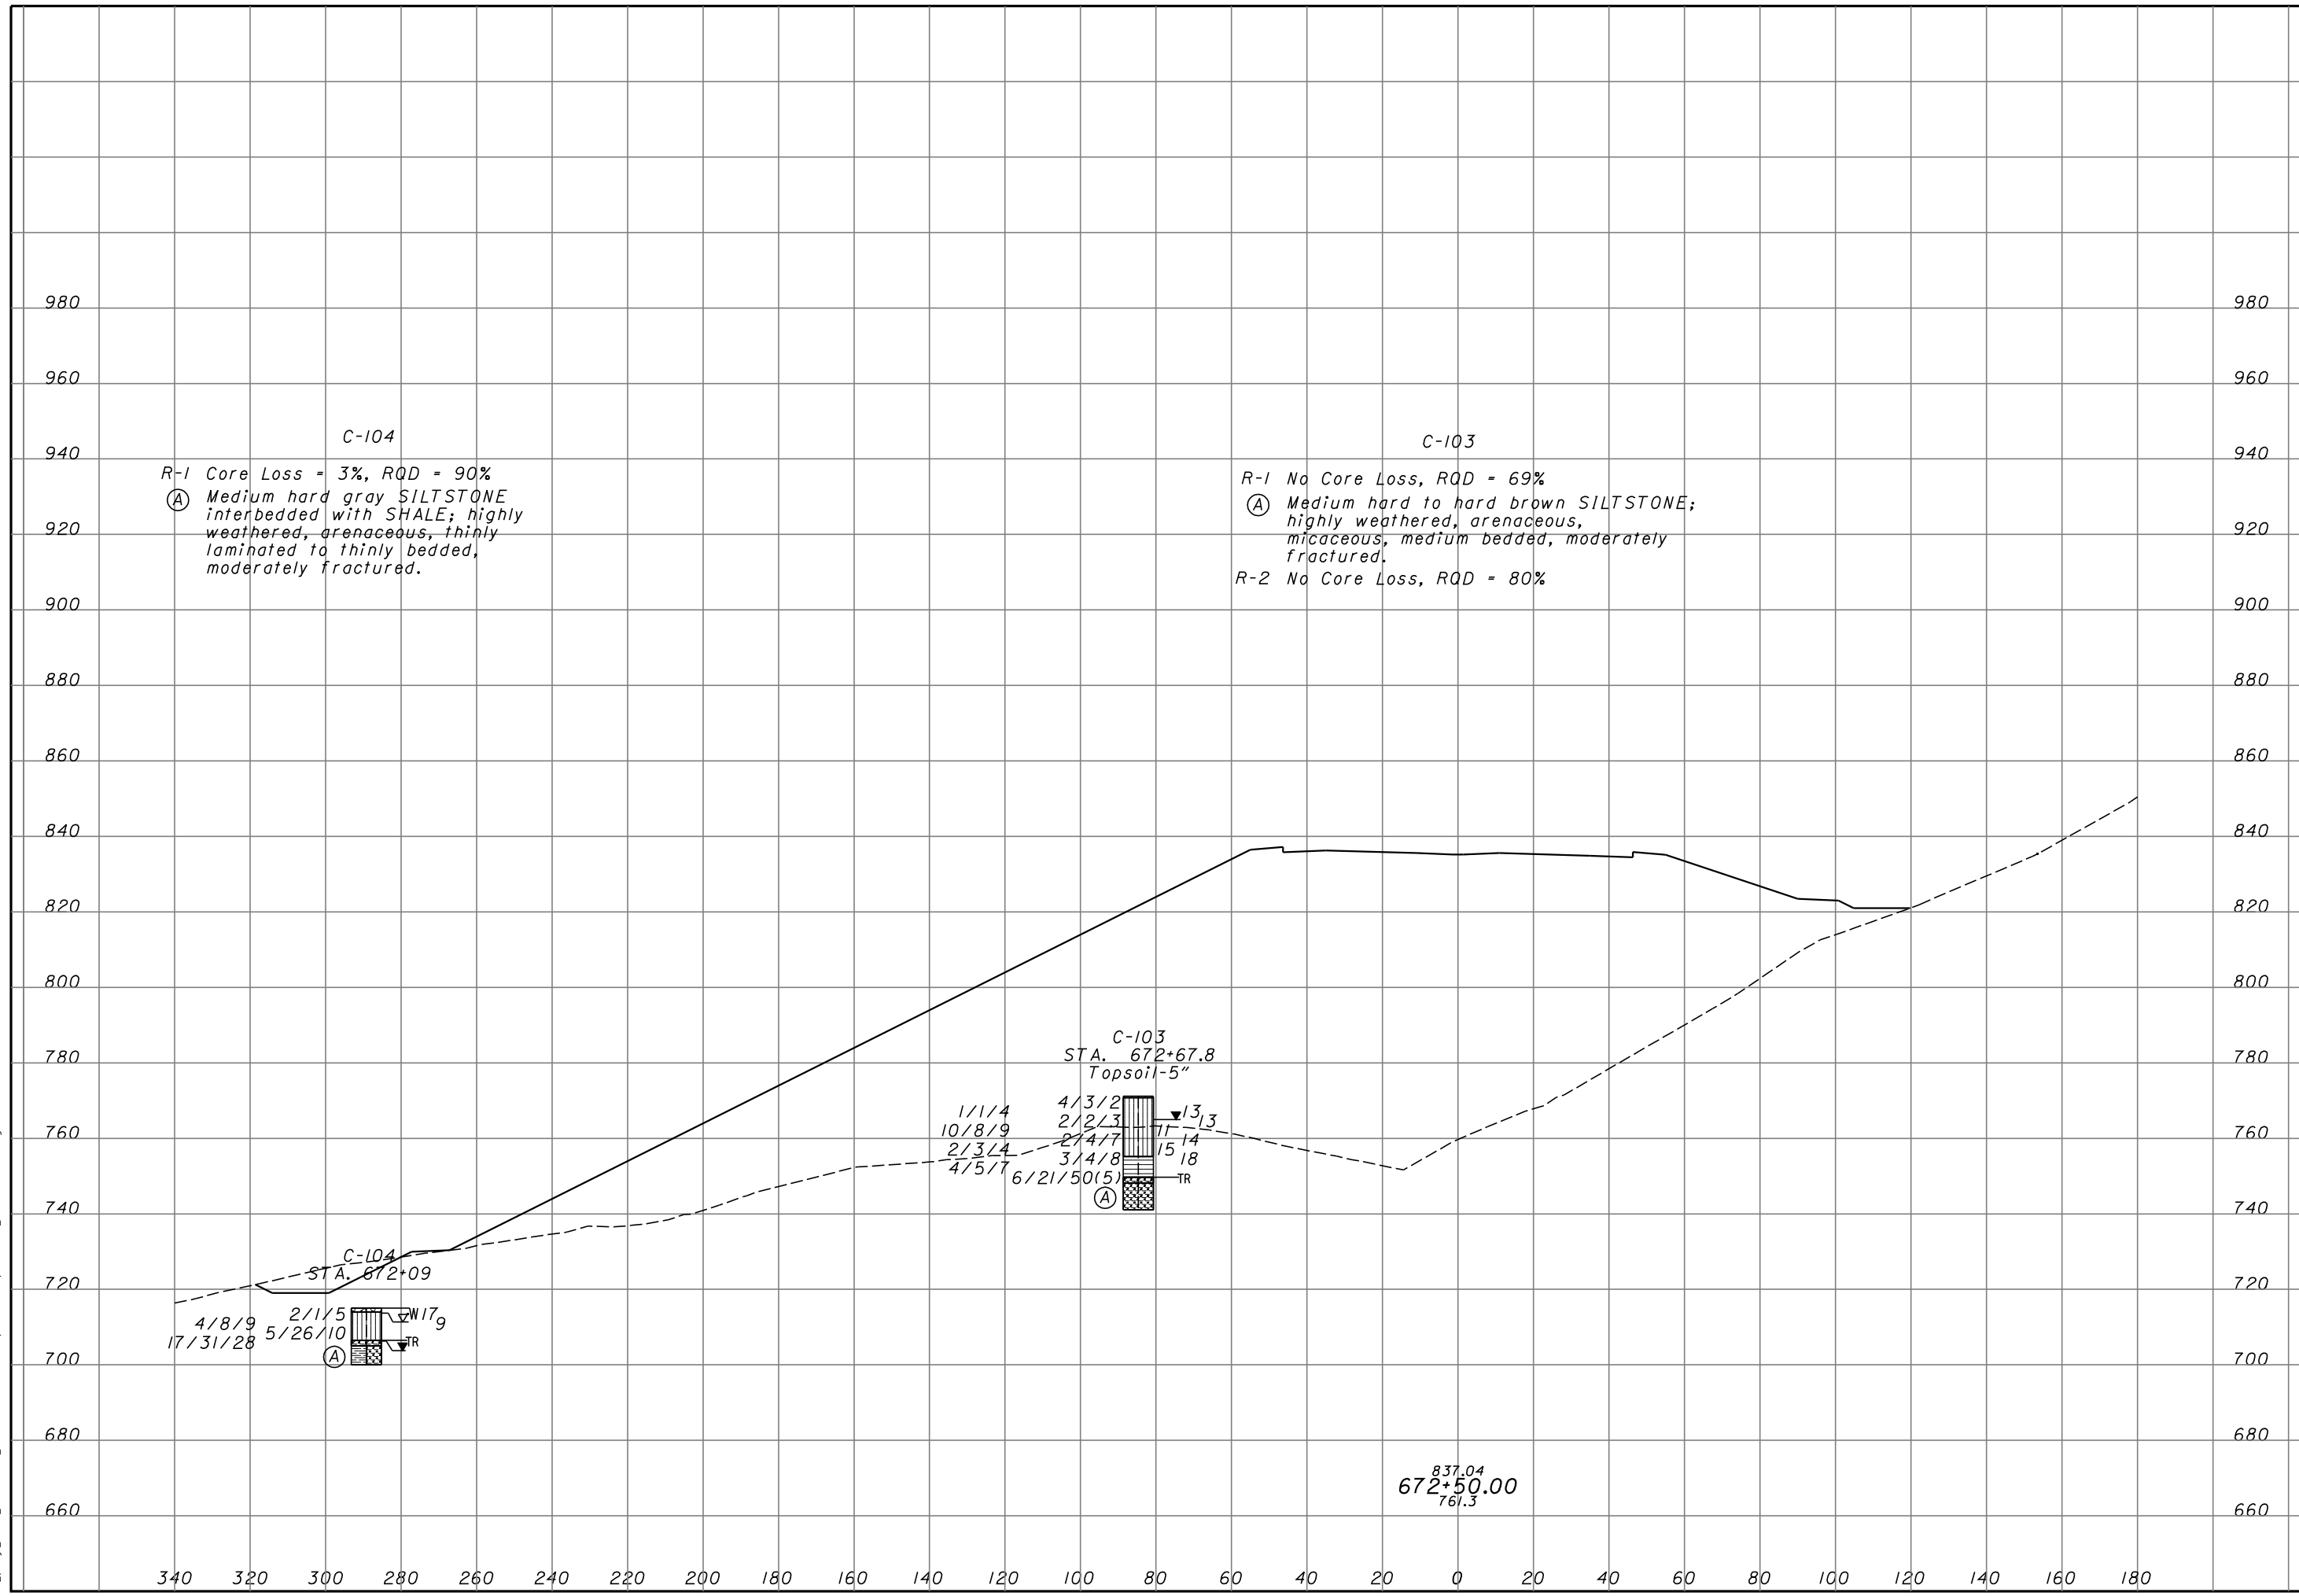 980 980
960 960
C-104
C-103
940 940
R-1 Core Loss = 3%, RQD = 90%
A Medium hard gray SILTSTONE
interbedded with SHALE; highly
weathered, arenaceous, thinly
laminated to thinly bedded,
moderately fractured.
R-1 No Core Loss, RQD = 69%
A Medium hard to hard brown SILTSTONE;
highly weathered, arenaceous,
micaceous, medium bedded, moderately
fractured.
R-2 No Core Loss, RQD = 80%
920 920
900 900
880 880
860 860
840 840
820 820
800 800
780 780
C-103
STA. 672+67.8
Topsoil-5"
1/1/4 4/3/2 13
10/8/9 2/2/3 13
2/3/4 2/4/7 11 14
4/5/7 3/4/8 15 18
6/21/50(5) TR
A
760 760
740 740
C-104
STA. 672+09
720 720
2/1/5 W 17
4/8/9 9
5/26/10 TR
17/31/28
A
700 700
680 680
837.04
672+50.00
761.3
660 660
340 320 300 280 260 240 220 200 180 160 140 120 100 80 60 40 20 0 20 40 60 80 100 120 140 160 180